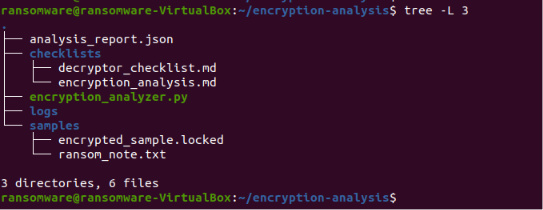 ransomware@ransomware-VirtualBox:~/encryption-analysis$ tree -L 3
.
├── analysis_report.json
├── checklists
│   ├── decryptor_checklist.md
│   └── encryption_analysis.md
├── encryption_analyzer.py
├── logs
└── samples
    ├── encrypted_sample.locked
    └── ransom_note.txt

3 directories, 6 files
ransomware@ransomware-VirtualBox:~/encryption-analysis$